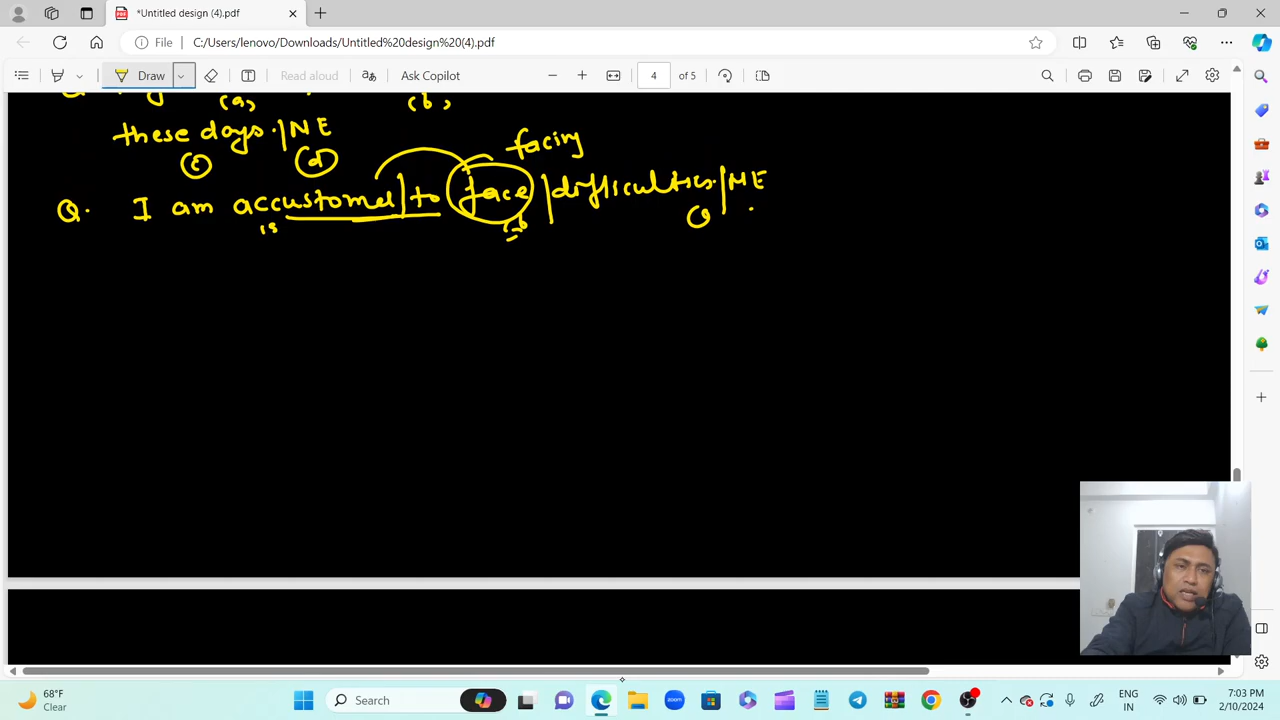 *Untitled design (4).pdf
File C:/Users/lenovo/Downloads/Untitled%20design%20(4).pdf
Draw Read aloud Ask Copilot 4 of 5
(a, (b,
these days. | NE
(c) (d)
facing
Q. I am accustomed | to face | difficulties. | NE
68°F
Clear
Search
ENG
IN
7:03 PM
2/10/2024